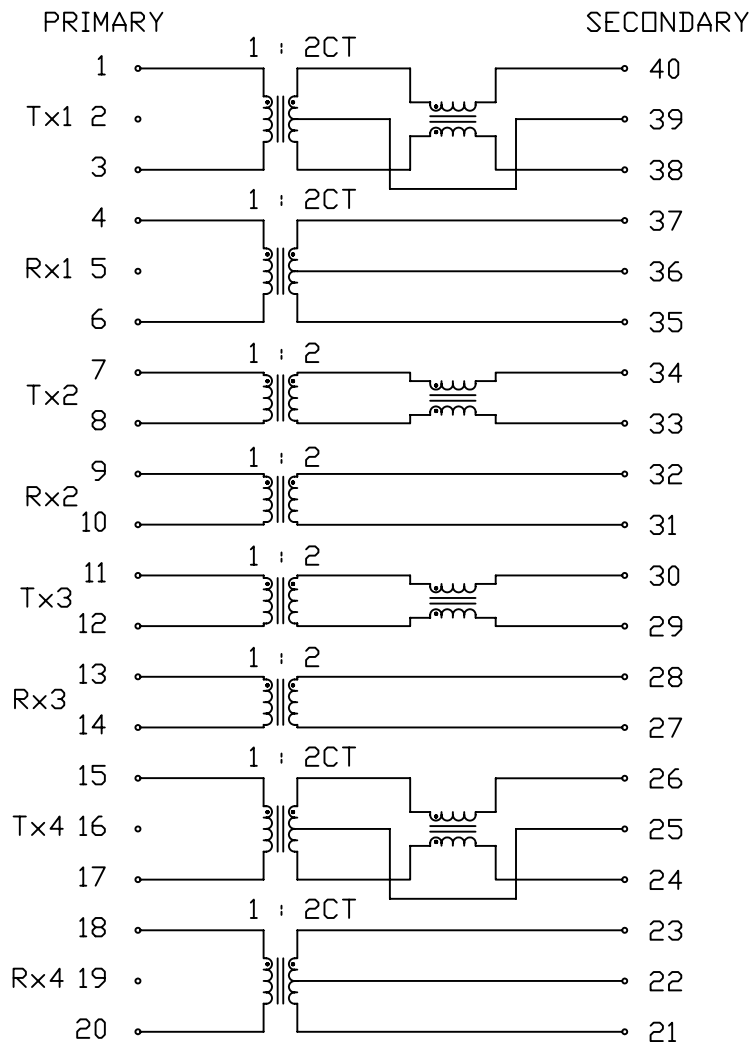 PRIMARY SECONDARY
1 : 2CT
1 40
Tx1 2 39
3 38
1 : 2CT
4 37
Rx1 5 36
6 35
1 : 2
7 34
Tx2
8 33
1 : 2
9 32
Rx2
10 31
1 : 2
11 30
Tx3
12 29
1 : 2
13 28
Rx3
14 27
1 : 2CT
15 26
Tx4 16 25
17 24
1 : 2CT
18 23
Rx4 19 22
20 21